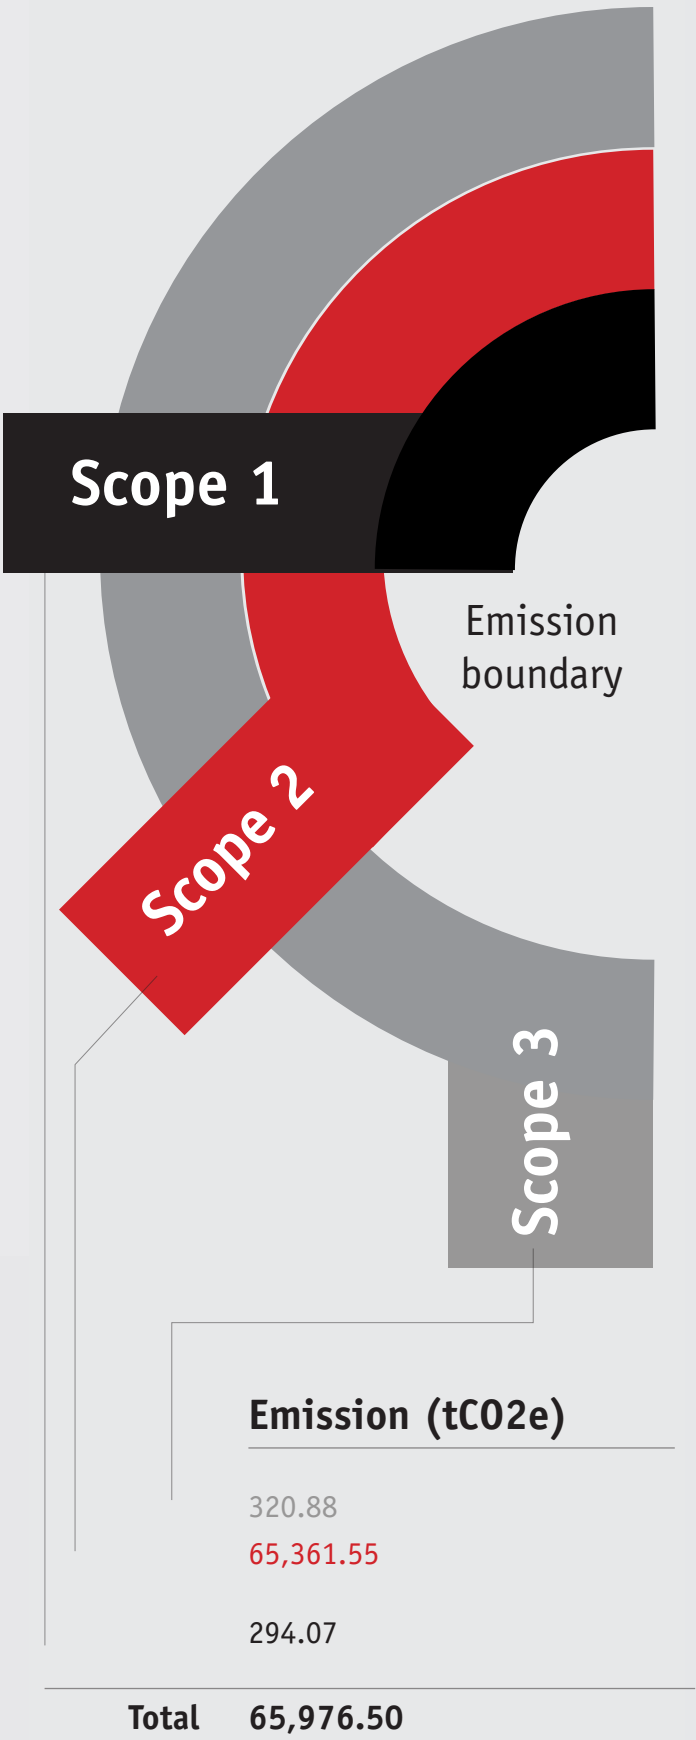 Scope 1
Emission
boundary
Scope 2
Scope 3
Emission (tCO2e)
320.88
65,361.55
294.07
Total 65,976.50